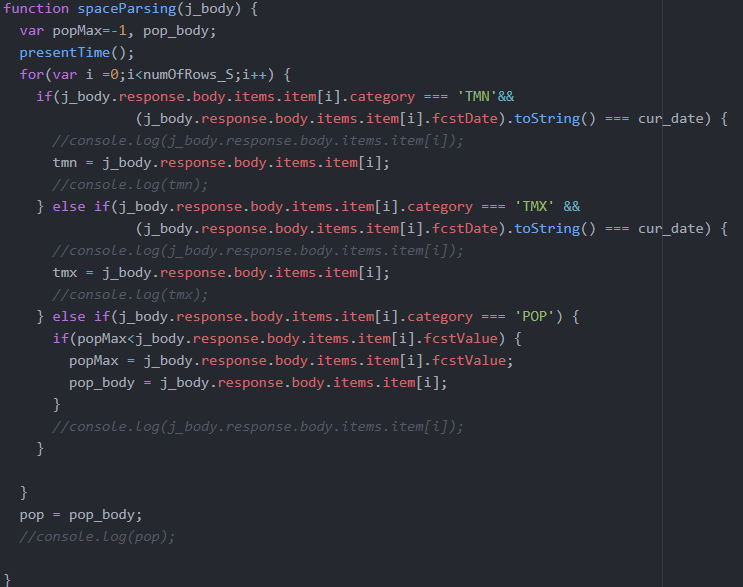 function spaceParsing(j_body) {
  var popMax=-1, pop_body;
  presentTime();
  for(var i =0;i<numOfRows_S;i++) {
    if(j_body.response.body.items.item[i].category === 'TMN'&&
                (j_body.response.body.items.item[i].fcstDate).toString() === cur_date) {
      //console.log(j_body.response.body.items.item[i]);
      tmn = j_body.response.body.items.item[i];
      //console.log(tmn);
    } else if(j_body.response.body.items.item[i].category === 'TMX' &&
                (j_body.response.body.items.item[i].fcstDate).toString() === cur_date) {
      //console.log(j_body.response.body.items.item[i]);
      tmx = j_body.response.body.items.item[i];
      //console.log(tmx);
    } else if(j_body.response.body.items.item[i].category === 'POP') {
      if(popMax<j_body.response.body.items.item[i].fcstValue) {
        popMax = j_body.response.body.items.item[i].fcstValue;
        pop_body = j_body.response.body.items.item[i];
      }
      //console.log(j_body.response.body.items.item[i]);
    }
  }
  pop = pop_body;
  //console.log(pop);
}